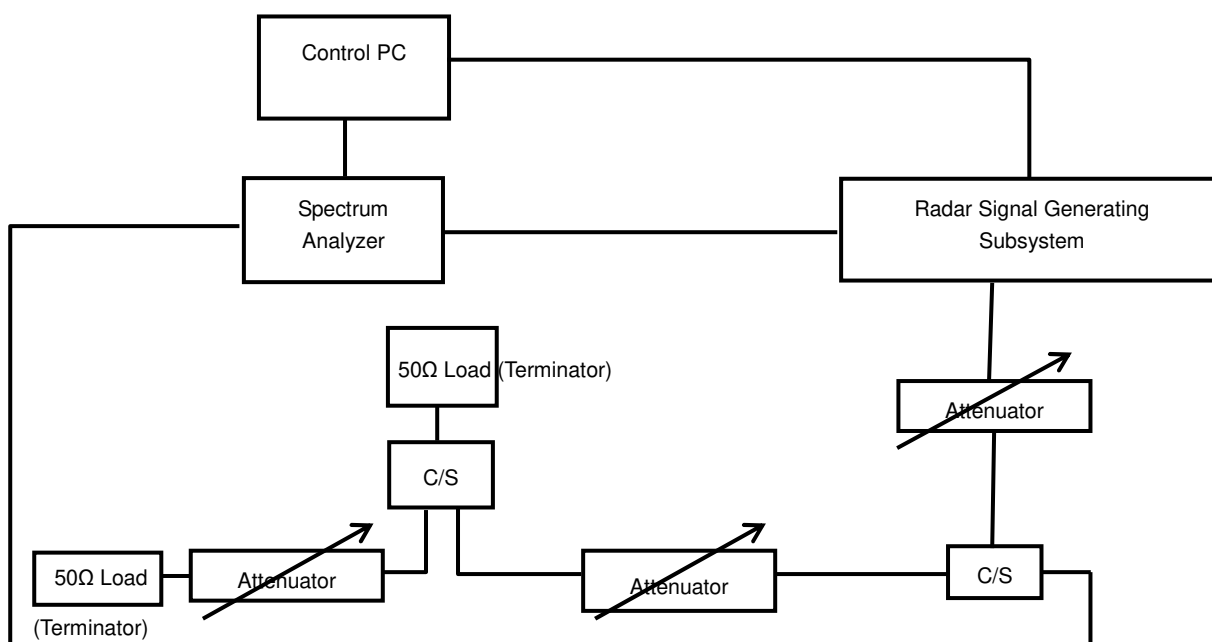 Control PC
Spectrum
Analyzer
Radar Signal Generating
Subsystem
50Ω Load (Terminator)
Attenuator
C/S
50Ω Load
(Terminator)
Attenuator
Attenuator
C/S